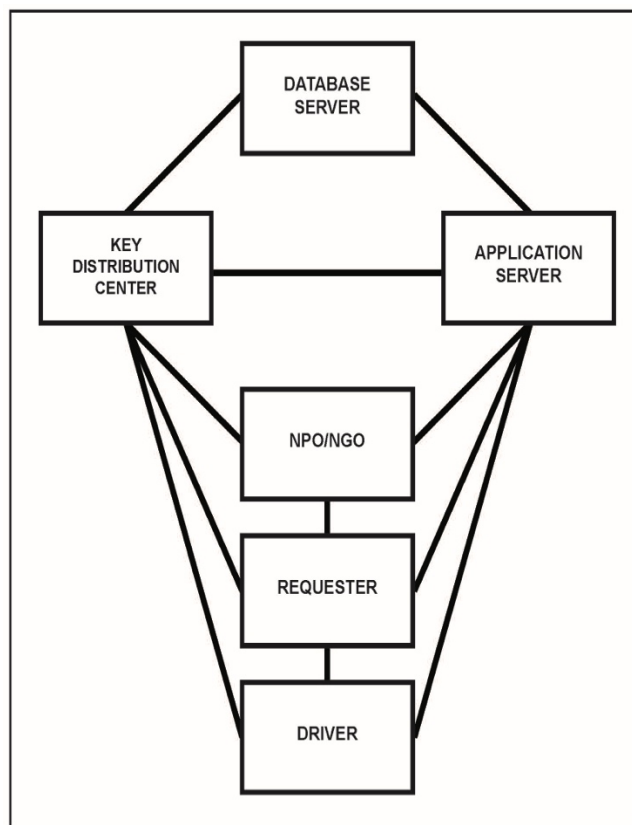 DATABASE
SERVER
KEY
DISTRIBUTION
CENTER
APPLICATION
SERVER
NPO/NGO
REQUESTER
DRIVER